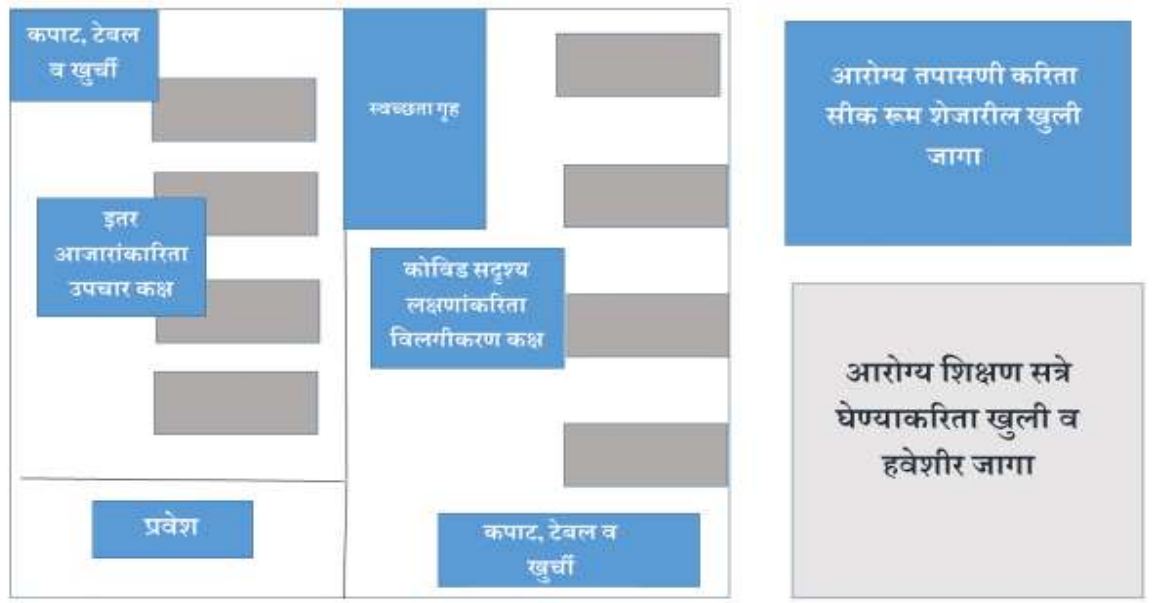 कपाट, टेबल
व खुर्ची
स्वच्छता गृह
इतर
आजारांकारिता
उपचार कक्ष
कोविड सदृश्य
लक्षणांकरिता
विलगीकरण कक्ष
प्रवेश
कपाट, टेबल व
खुर्ची
आरोग्य तपासणी करिता
सीक रूम शेजारील खुली
जागा
आरोग्य शिक्षण सत्रे
घेण्याकरिता खुली व
हवेशीर जागा